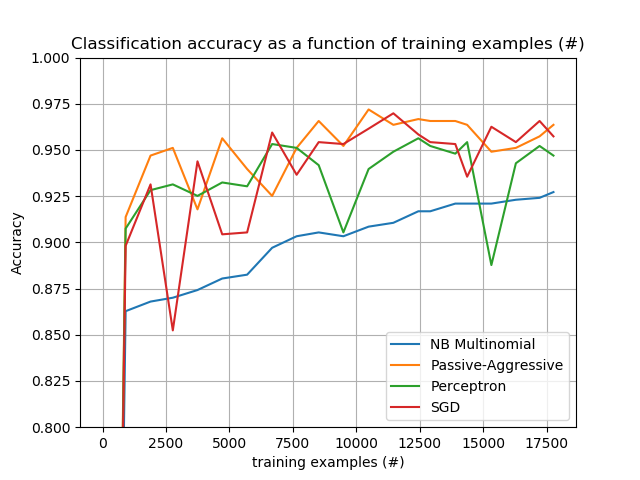 Classification accuracy as a function of training examples (#)
1.000
0.975
0.950
0.925
0.900
0.875
0.850
0.825
0.800
Accuracy
NB Multinomial
Passive-Aggressive
Perceptron
SGD
0 2500 5000 7500 10000 12500 15000 17500
training examples (#)